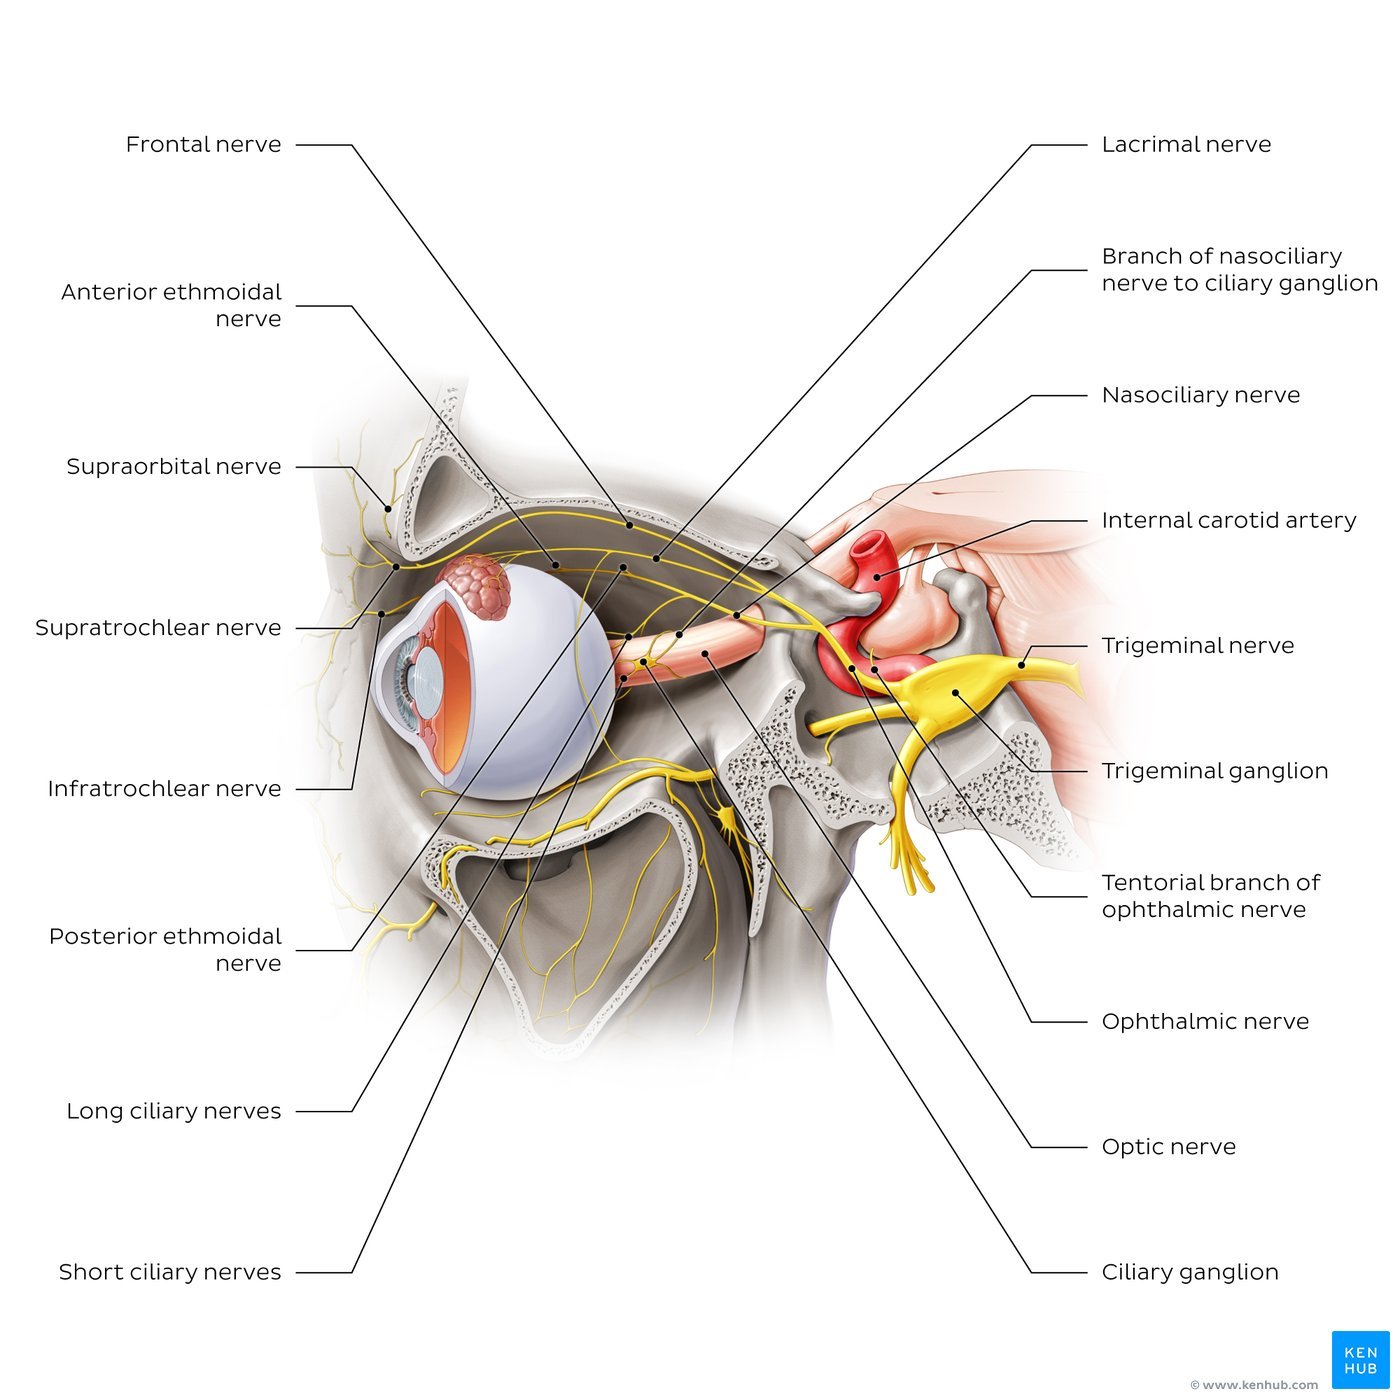 Frontal nerve
Anterior ethmoidal
nerve
Supraorbital nerve
Supratrochlear nerve
Infratrochlear nerve
Posterior ethmoidal
nerve
Long ciliary nerves
Short ciliary nerves
Lacrimal nerve
Branch of nasociliary
nerve to ciliary ganglion
Nasociliary nerve
Internal carotid artery
Trigeminal nerve
Trigeminal ganglion
Tentorial branch of
ophthalmic nerve
Ophthalmic nerve
Optic nerve
Ciliary ganglion
KEN
HUB
© www.kenhub.com